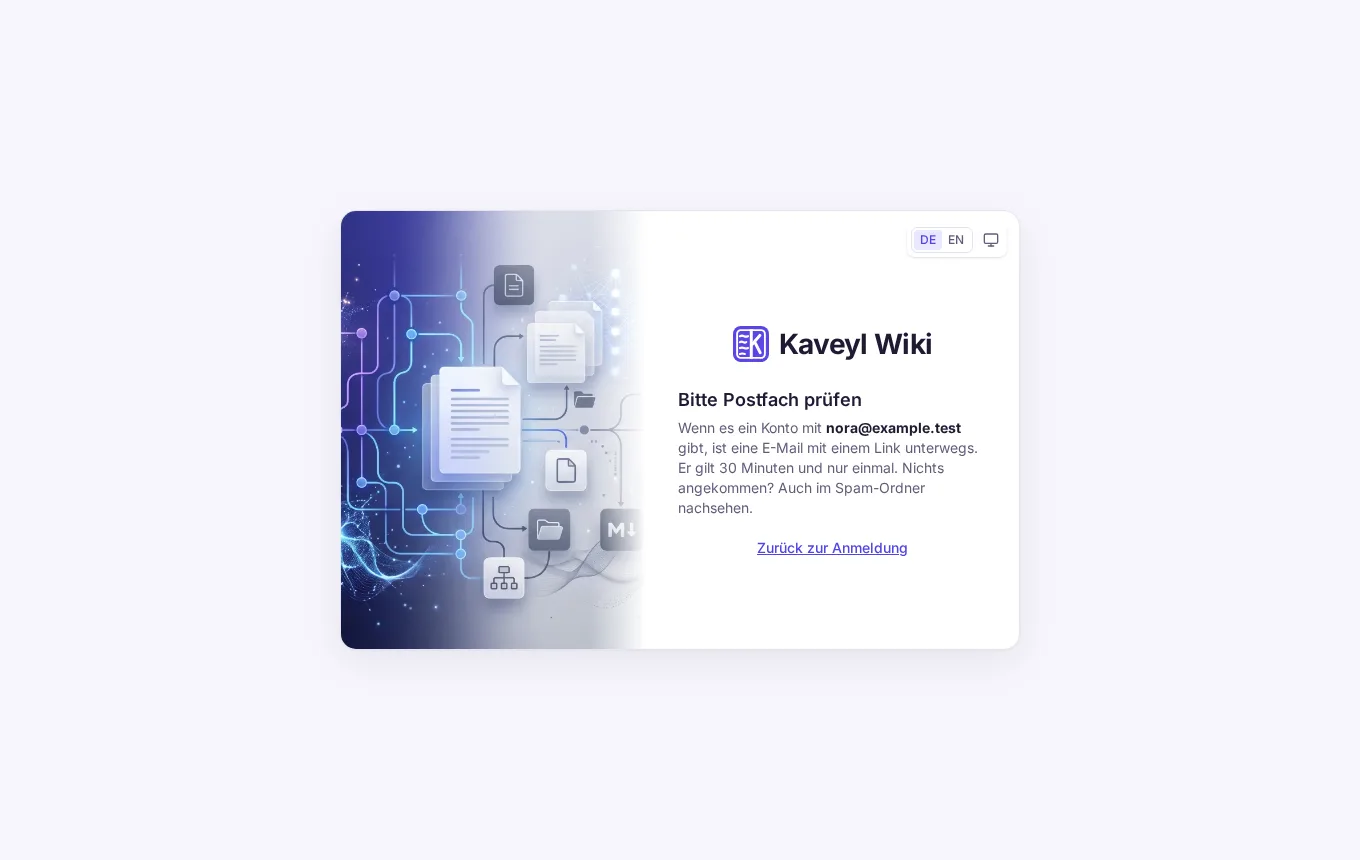 DE EN
Kaveyl Wiki
Bitte Postfach prüfen
Wenn es ein Konto mit nora@example.test
gibt, ist eine E-Mail mit einem Link unterwegs.
Er gilt 30 Minuten und nur einmal. Nichts
angekommen? Auch im Spam-Ordner
nachsehen.
Zurück zur Anmeldung
M